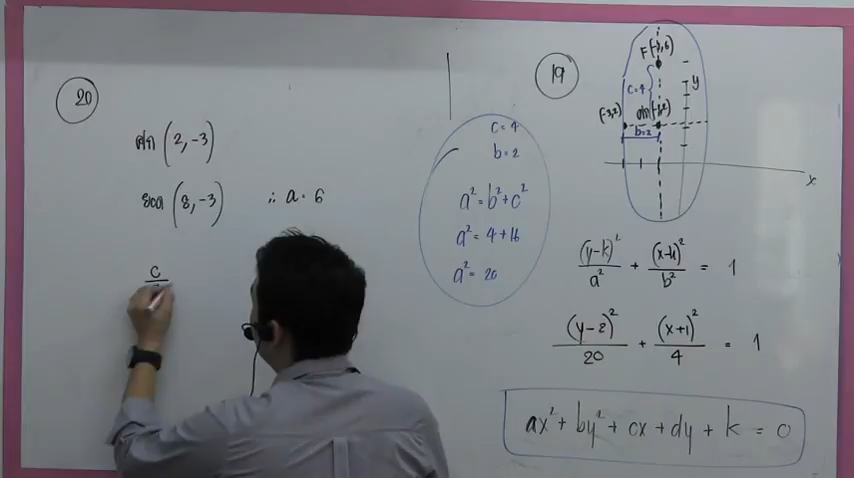 20
ศก (2, -3)
ยอด (8, -3) ∴ a = 6
c
c = 4
b = 2
a² = b² + c²
a² = 4 + 16
a² = 20
19
F(-1, 6)
y
c=4
(-3,2)
b=2
x
(y-k)²/a² + (x-h)²/b² = 1
(y-2)²/20 + (x+1)²/4 = 1
ax² + by² + cx + dy + k = 0